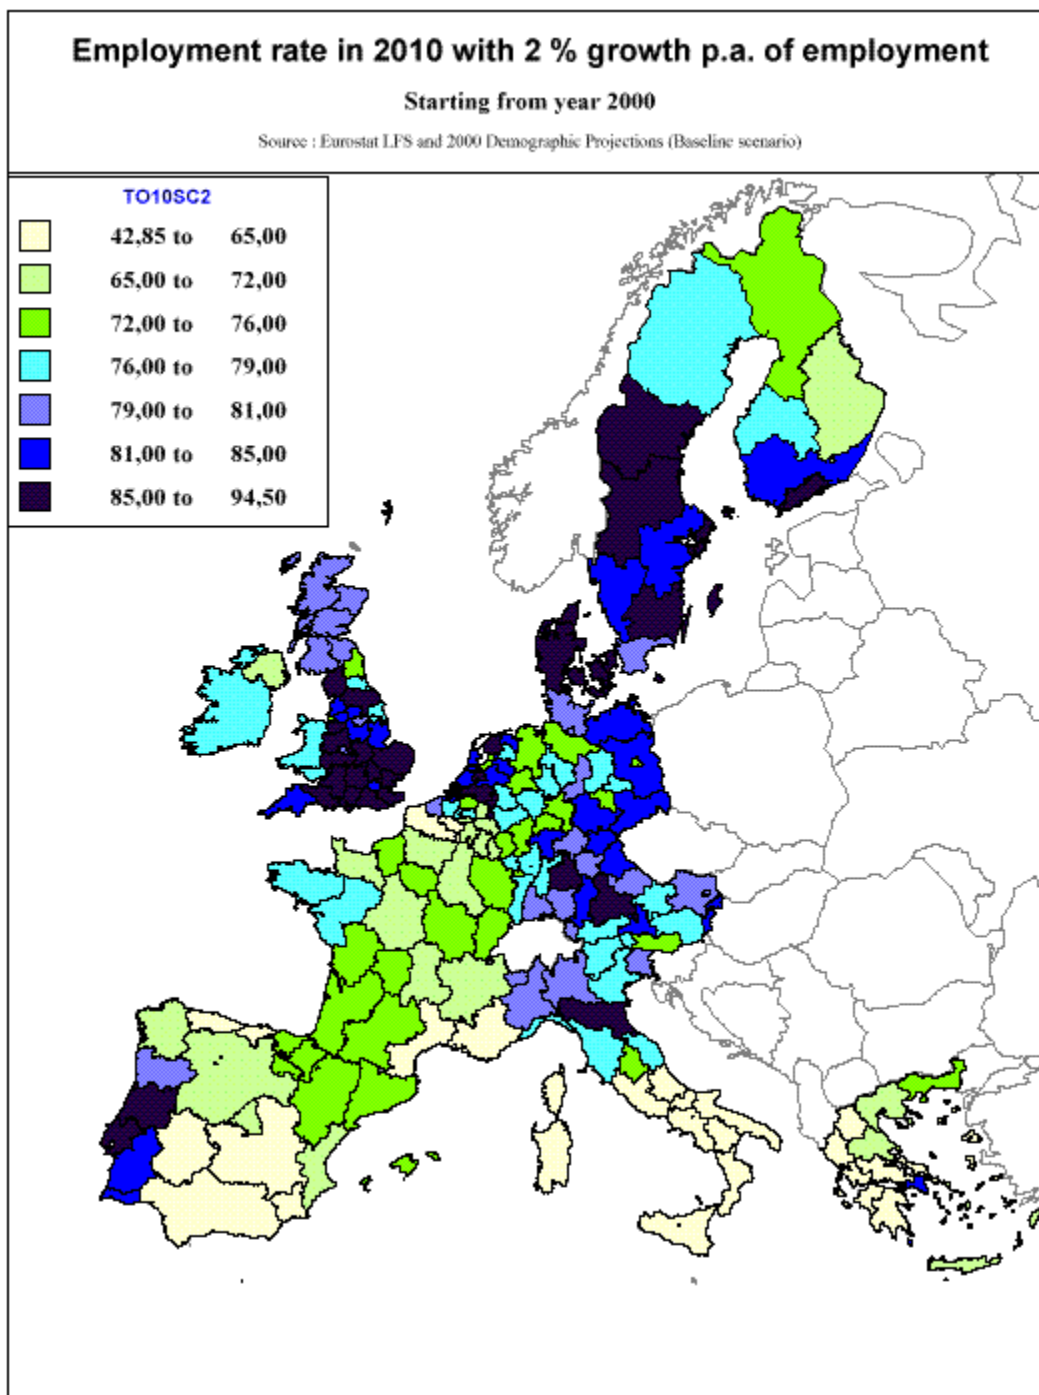 Employment rate in 2010 with 2 % growth p.a. of employment
Starting from year 2000
Source : Eurostat LFS and 2000 Demographic Projections (Baseline scenario)
TO10SC2
42,85 to 65,00
65,00 to 72,00
72,00 to 76,00
76,00 to 79,00
79,00 to 81,00
81,00 to 85,00
85,00 to 94,50